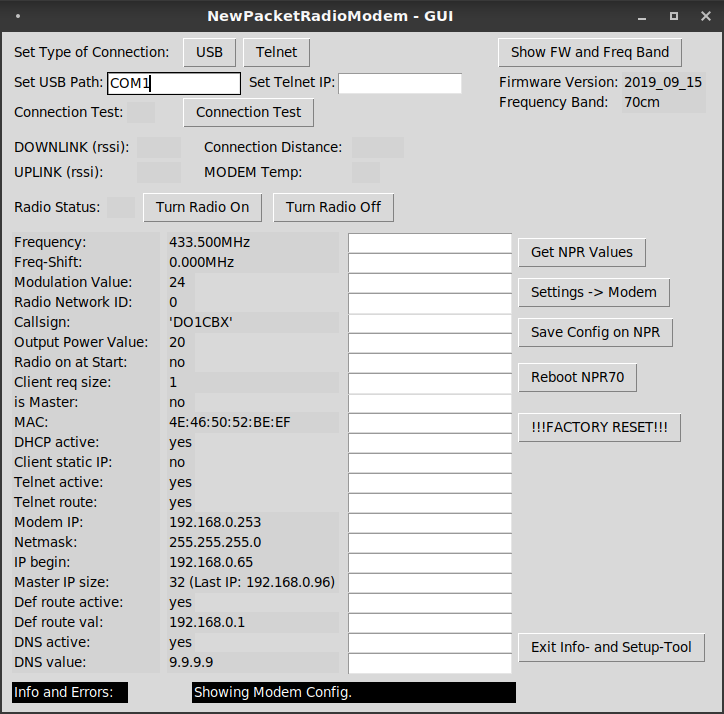 NewPacketRadioModem - GUI
Set Type of Connection: USB Telnet Show FW and Freq Band
Set USB Path: COM1 Set Telnet IP: Firmware Version: 2019_09_15
Connection Test: Connection Test Frequency Band: 70cm
DOWNLINK (rssi): Connection Distance:
UPLINK (rssi): MODEM Temp:
Radio Status: Turn Radio On Turn Radio Off
Frequency: 433.500MHz
Get NPR Values
Freq-Shift: 0.000MHz
Modulation Value: 24
Settings -> Modem
Radio Network ID: 0
Callsign: 'DO1CBX'
Save Config on NPR
Output Power Value: 20
Radio on at Start: no
Reboot NPR70
Client req size: 1
is Master: no
MAC: 4E:46:50:52:BE:EF
!!!FACTORY RESET!!!
DHCP active: yes
Client static IP: no
Telnet active: yes
Telnet route: yes
Modem IP: 192.168.0.253
Netmask: 255.255.255.0
IP begin: 192.168.0.65
Master IP size: 32 (Last IP: 192.168.0.96)
Def route active: yes
Def route val: 192.168.0.1
DNS active: yes
Exit Info- and Setup-Tool
DNS value: 9.9.9.9
Info and Errors: Showing Modem Config.